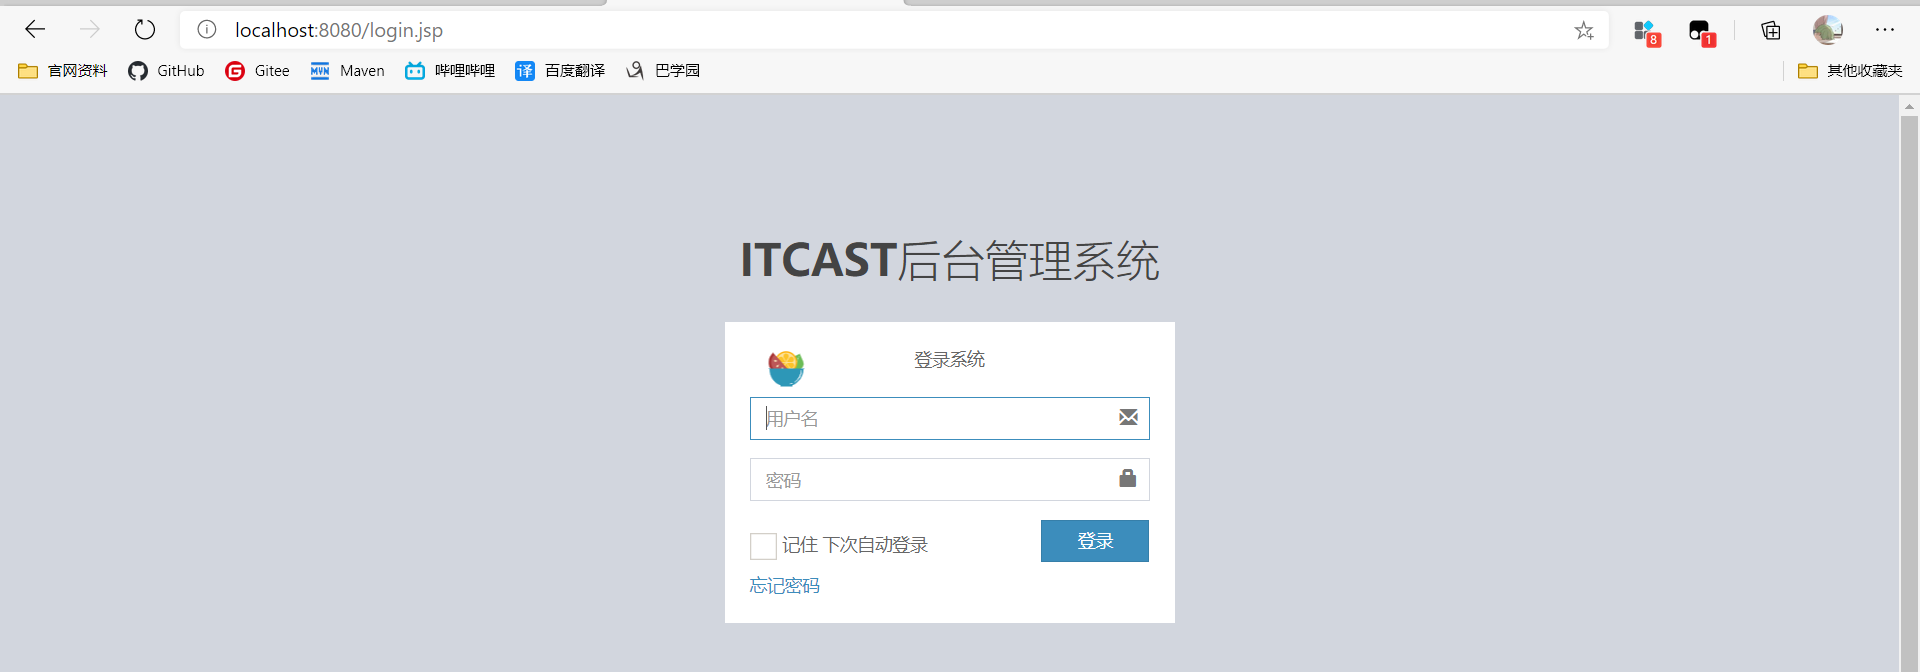 localhost:8080/login.jsp
8
1
官网资料 GitHub Gitee MVN Maven 哔哩哔哩 译 百度翻译 巴学园 其他收藏夹
ITCAST后台管理系统
登录系统
用户名
密码
记住 下次自动登录
登录
忘记密码